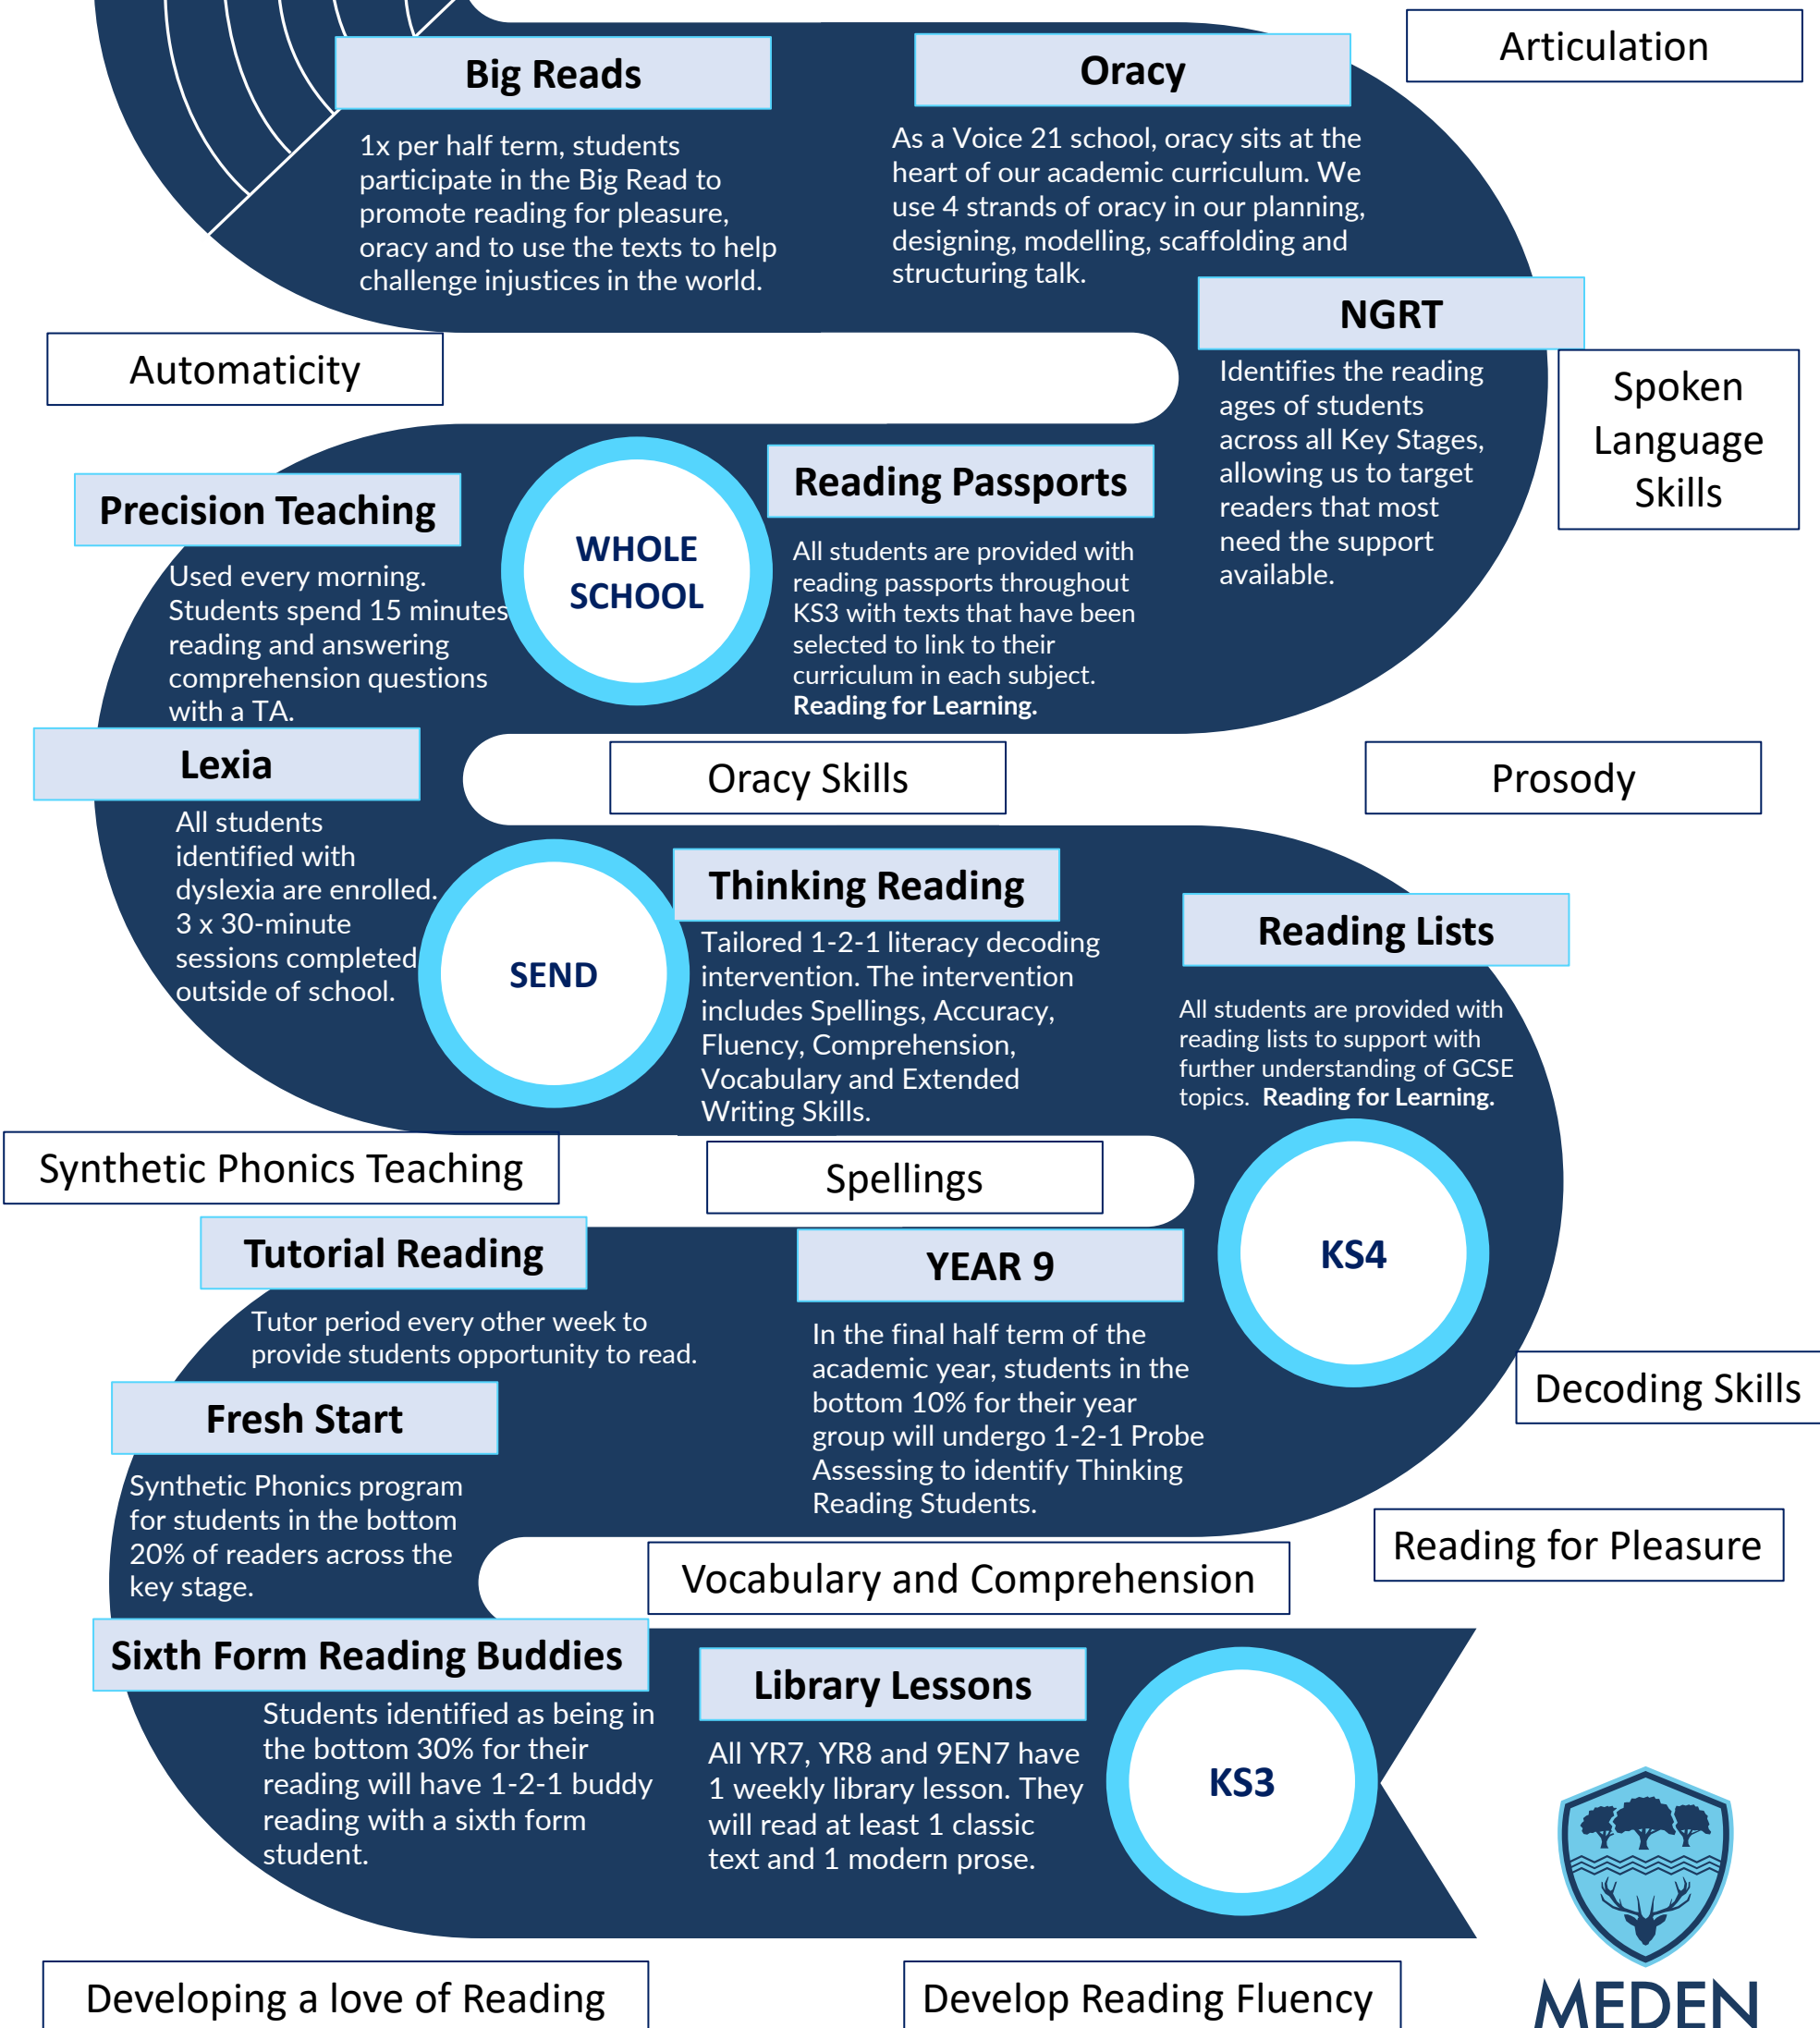 Articulation
Big Reads
1x per half term, students
participate in the Big Read to
promote reading for pleasure,
oracy and to use the texts to help
challenge injustices in the world.
Oracy
As a Voice 21 school, oracy sits at the
heart of our academic curriculum. We
use 4 strands of oracy in our planning,
designing, modelling, scaffolding and
structuring talk.
NGRT
Identifies the reading
ages of students
across all Key Stages,
allowing us to target
readers that most
need the support
available.
Automaticity
Spoken
Language
Skills
Precision Teaching
Used every morning.
Students spend 15 minutes
reading and answering
comprehension questions
with a TA.
WHOLE
SCHOOL
Reading Passports
All students are provided with
reading passports throughout
KS3 with texts that have been
selected to link to their
curriculum in each subject.
Reading for Learning.
Lexia
All students
identified with
dyslexia are enrolled.
3 x 30-minute
sessions completed
outside of school.
Oracy Skills
Prosody
SEND
Thinking Reading
Tailored 1-2-1 literacy decoding
intervention. The intervention
includes Spellings, Accuracy,
Fluency, Comprehension,
Vocabulary and Extended
Writing Skills.
Reading Lists
All students are provided with
reading lists to support with
further understanding of GCSE
topics.  Reading for Learning.
Synthetic Phonics Teaching
Spellings
KS4
Tutorial Reading
Tutor period every other week to
provide students opportunity to read.
YEAR 9
In the final half term of the
academic year, students in the
bottom 10% for their year
group will undergo 1-2-1 Probe
Assessing to identify Thinking
Reading Students.
Decoding Skills
Fresh Start
Synthetic Phonics program
for students in the bottom
20% of readers across the
key stage.
Reading for Pleasure
Vocabulary and Comprehension
Sixth Form Reading Buddies
Students identified as being in
the bottom 30% for their
reading will have 1-2-1 buddy
reading with a sixth form
student.
Library Lessons
All YR7, YR8 and 9EN7 have
1 weekly library lesson. They
will read at least 1 classic
text and 1 modern prose.
KS3
Developing a love of Reading
Develop Reading Fluency
MEDEN